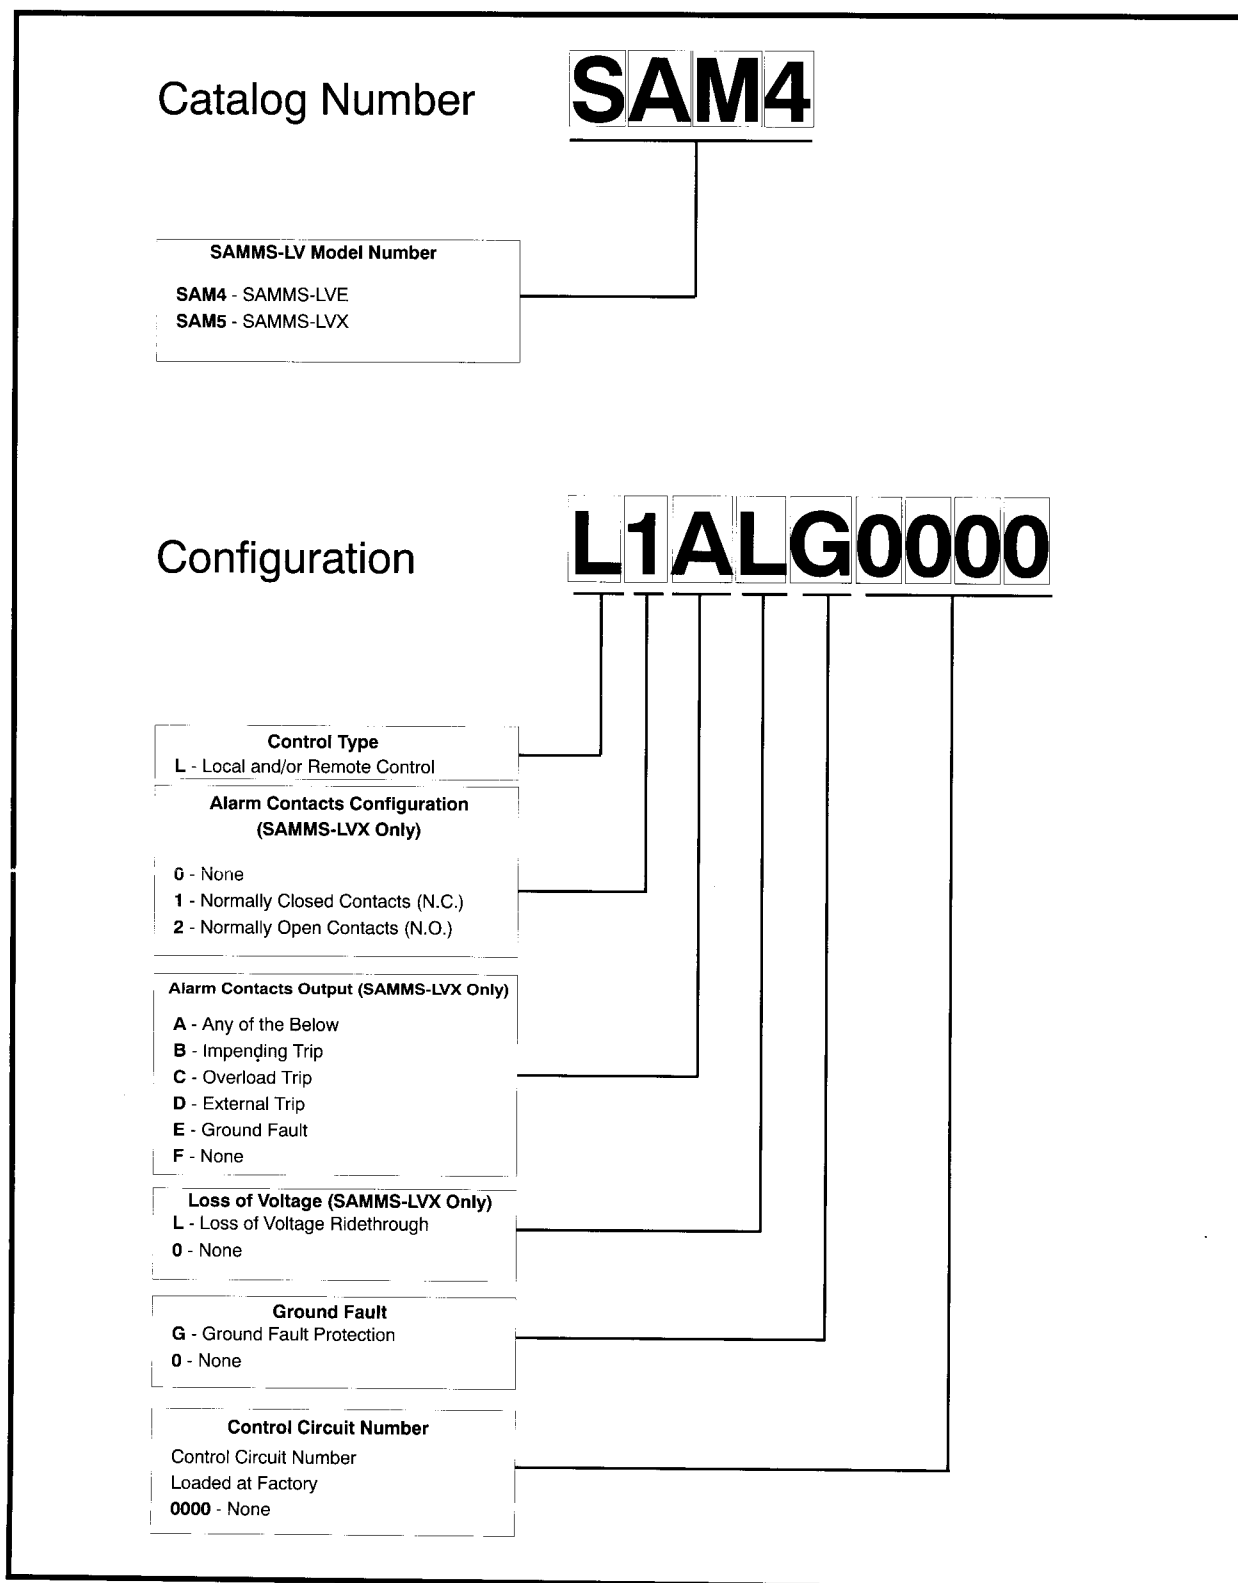 Catalog Number SAM4
SAMMS-LV Model Number
SAM4 - SAMMS-LVE
SAM5 - SAMMS-LVX
Configuration L1ALG0000
Control Type
L - Local and/or Remote Control
Alarm Contacts Configuration
(SAMMS-LVX Only)
0 - None
1 - Normally Closed Contacts (N.C.)
2 - Normally Open Contacts (N.O.)
Alarm Contacts Output (SAMMS-LVX Only)
A - Any of the Below
B - Impending Trip
C - Overload Trip
D - External Trip
E - Ground Fault
F - None
Loss of Voltage (SAMMS-LVX Only)
L - Loss of Voltage Ridethrough
0 - None
Ground Fault
G - Ground Fault Protection
0 - None
Control Circuit Number
Control Circuit Number
Loaded at Factory
0000 - None